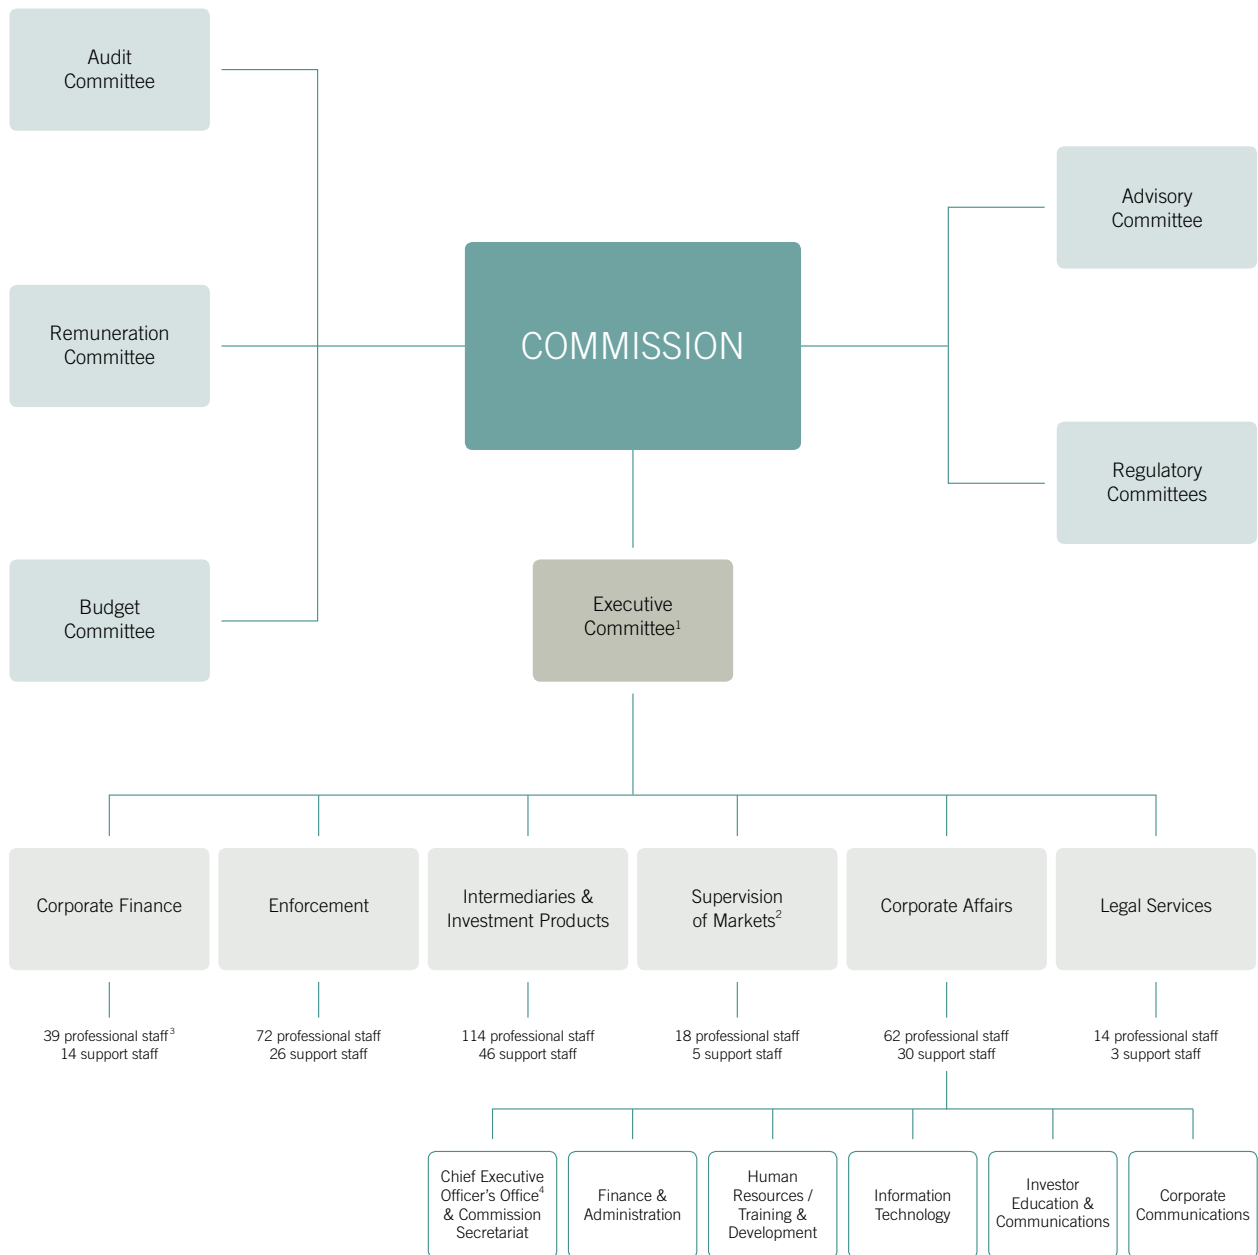 Audit
Committee
Advisory
Committee
Remuneration
Committee
COMMISSION
Regulatory
Committees
Budget
Committee
Executive
Committee¹
Corporate Finance
Enforcement
Intermediaries &
Investment Products
Supervision
of Markets²
Corporate Affairs
Legal Services
39 professional staff³
14 support staff
72 professional staff
26 support staff
114 professional staff
46 support staff
18 professional staff
5 support staff
62 professional staff
30 support staff
14 professional staff
3 support staff
Chief Executive
Officer's Office⁴
& Commission
Secretariat
Finance &
Administration
Human
Resources /
Training &
Development
Information
Technology
Investor
Education &
Communications
Corporate
Communications